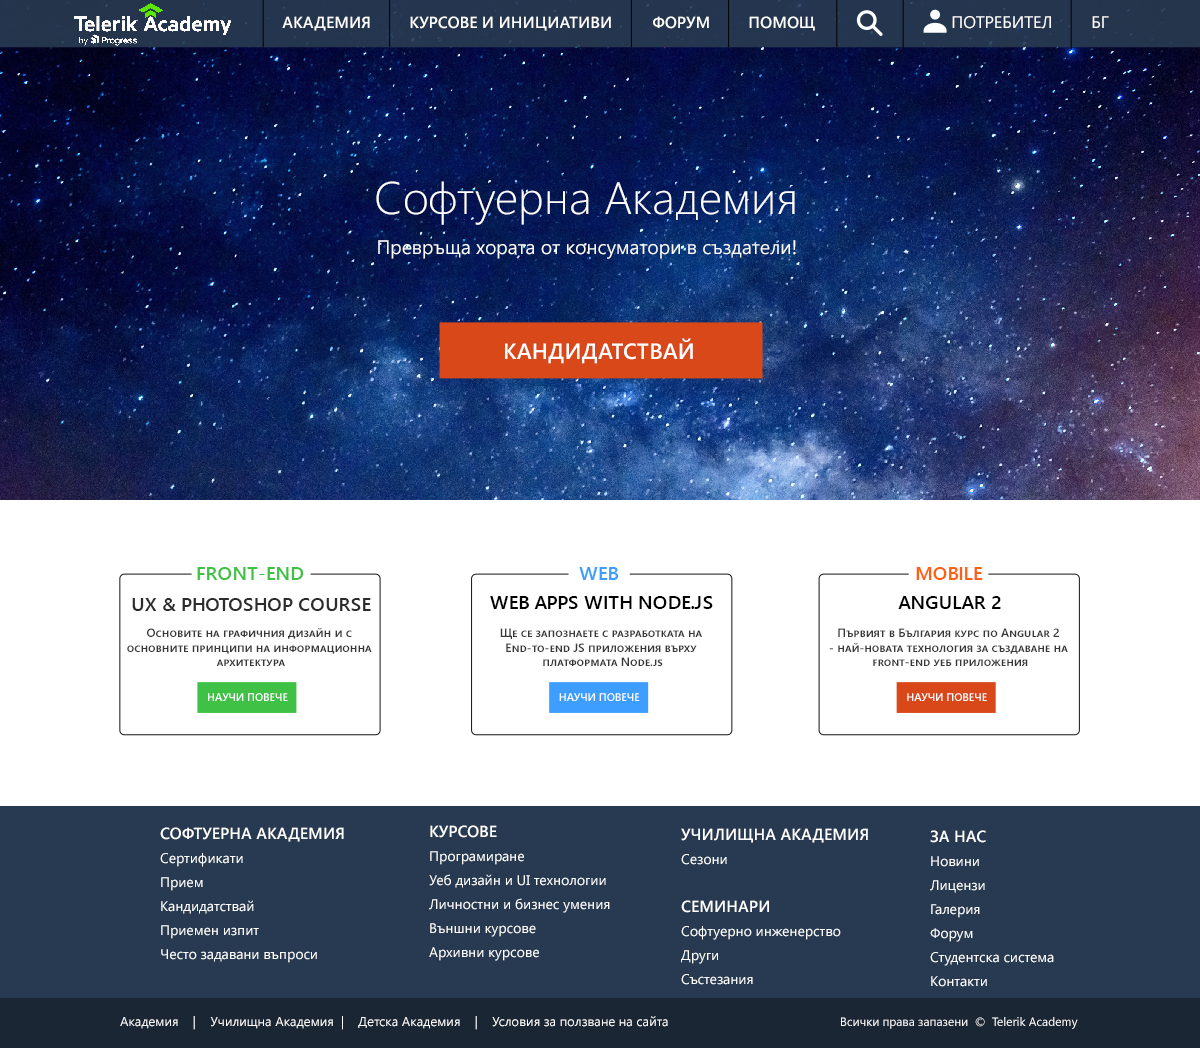 Telerik Academy
by Progress
АКАДЕМИЯ
КУРСОВЕ И ИНИЦИАТИВИ
ФОРУМ
ПОМОЩ
ПОТРЕБИТЕЛ
БГ
Софтуерна Академия
Превръща хората от консуматори в създатели!
КАНДИДАТСТВАЙ
FRONT-END
UX & PHOTOSHOP COURSE
Основите на графичния дизайн и с
основните принципи на информационна
архитектура
НАУЧИ ПОВЕЧЕ
WEB
WEB APPS WITH NODE.JS
Ще се запознаете с разработката на
End-to-end JS приложения върху
платформата Node.js
НАУЧИ ПОВЕЧЕ
MOBILE
ANGULAR 2
Първият в България курс по Angular 2
- най-новата технология за създаване на
front-end уеб приложения
НАУЧИ ПОВЕЧЕ
СОФТУЕРНА АКАДЕМИЯ
Сертификати
Прием
Кандидатствай
Приемен изпит
Често задавани въпроси
КУРСОВЕ
Програмиране
Уеб дизайн и UI технологии
Личностни и бизнес умения
Външни курсове
Архивни курсове
УЧИЛИЩНА АКАДЕМИЯ
Сезони
СЕМИНАРИ
Софтуерно инженерство
Други
Състезания
ЗА НАС
Новини
Лицензи
Галерия
Форум
Студентска система
Контакти
Академия | Училищна Академия | Детска Академия | Условия за ползване на сайта
Всички права запазени © Telerik Academy